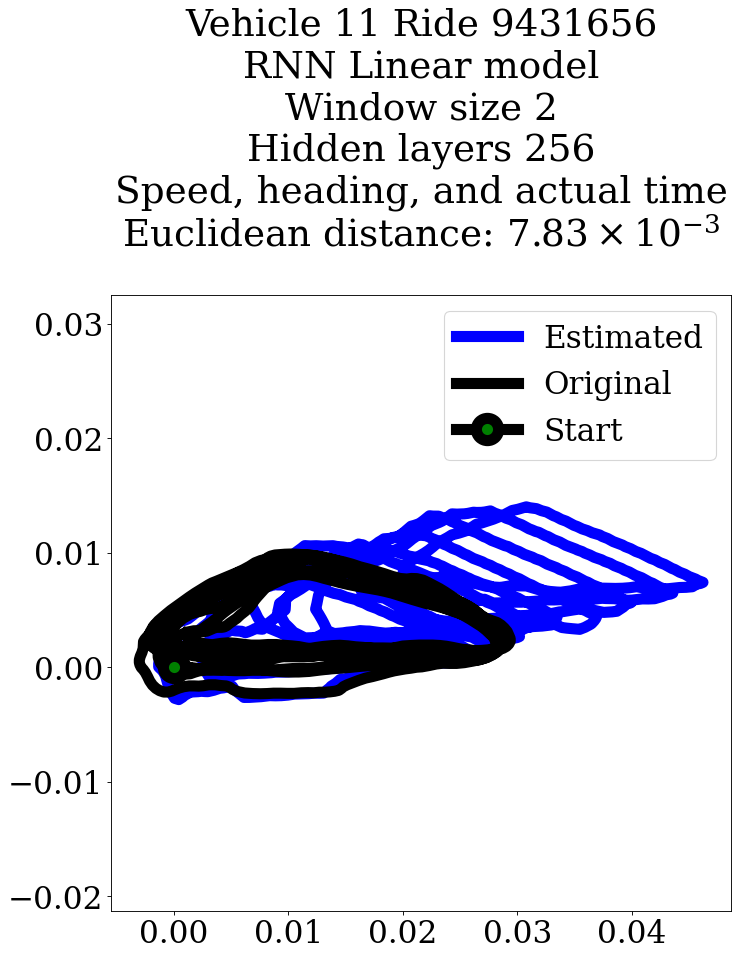 Vehicle 11 Ride 9431656
RNN Linear model
Window size 2
Hidden layers 256
Speed, heading, and actual time
Euclidean distance: 7.83 × 10⁻³
Estimated
Original
Start
0.03
0.02
0.01
0.00
−0.01
−0.02
0.00 0.01 0.02 0.03 0.04